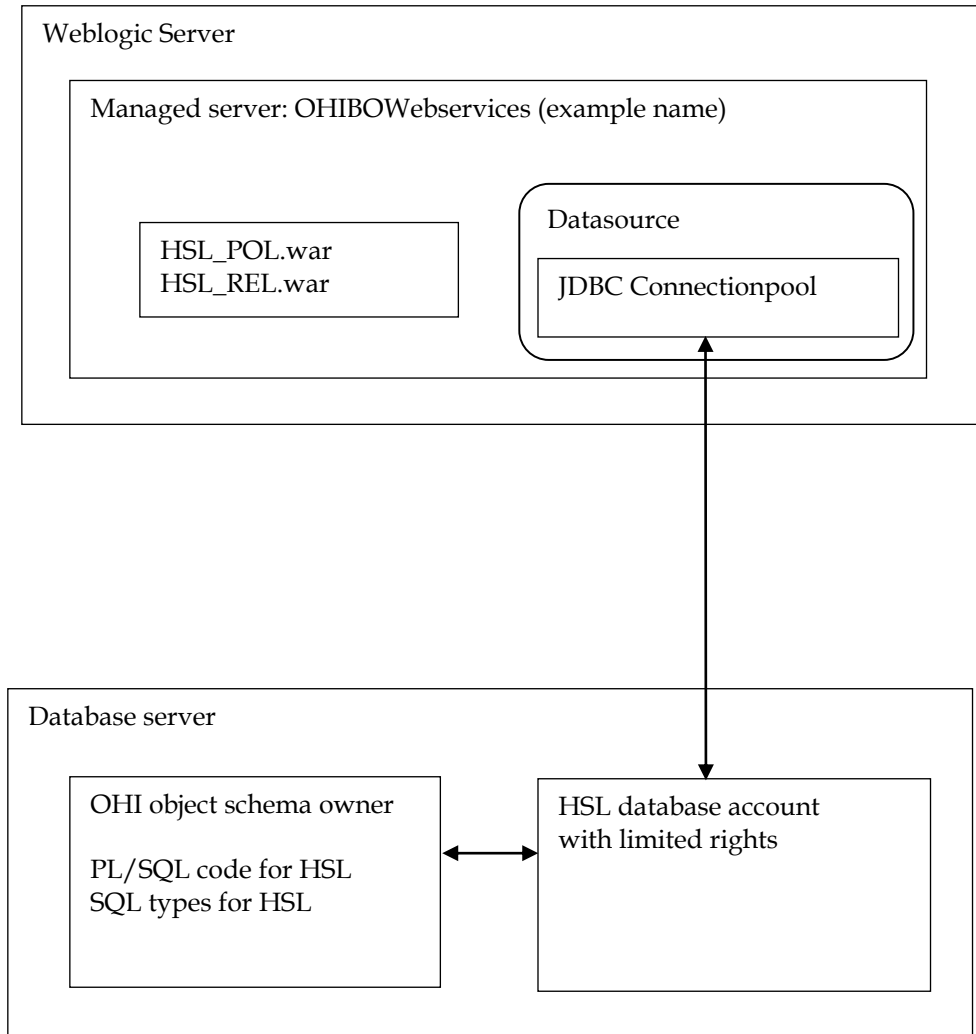 Weblogic Server
Managed server: OHIBOWebservices (example name)
HSL_POL.war
HSL_REL.war
Datasource
JDBC Connectionpool
Database server
OHI object schema owner
PL/SQL code for HSL
SQL types for HSL
HSL database account
with limited rights